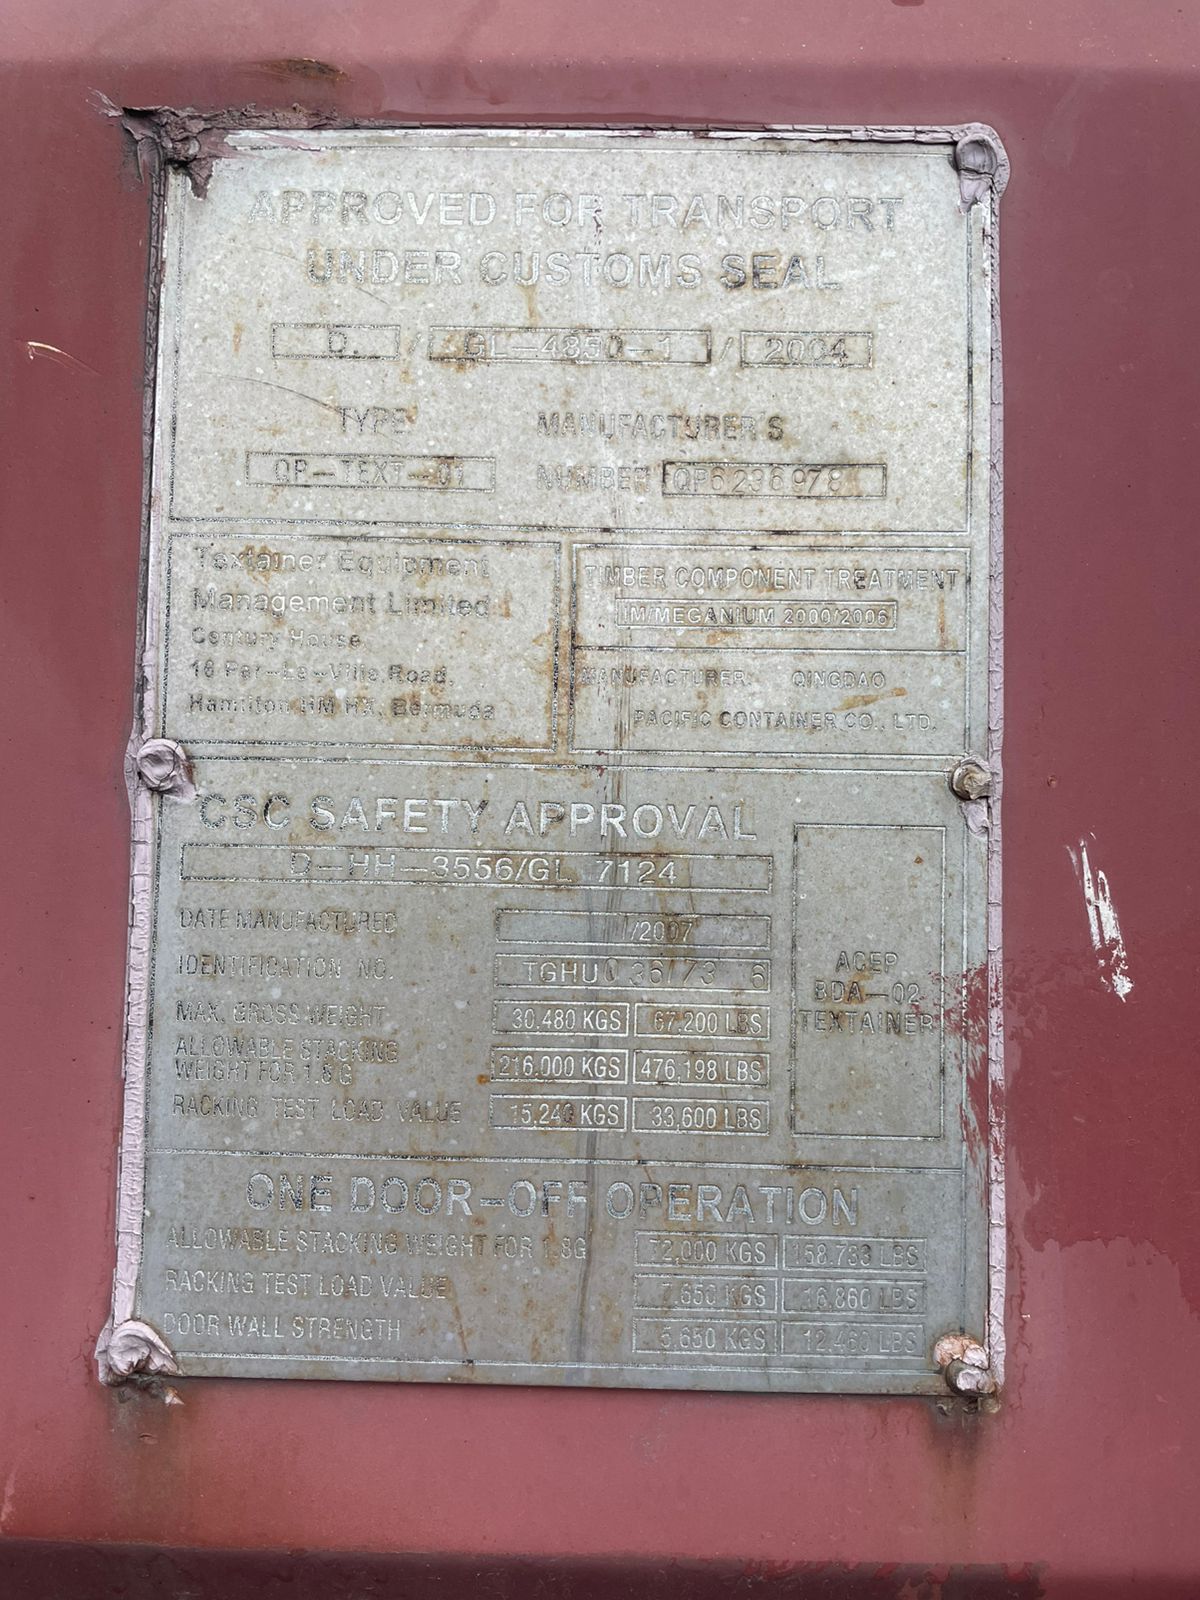 APPROVED FOR TRANSPORT
UNDER CUSTOMS SEAL
D. / GL-4850-1 / 2004
TYPE MANUFACTURER'S
QP-TEXT-01 NUMBER QP6236978
Textainer Equipment
Management Limited
Century House,
16 Par-La-Ville Road,
Hamilton HM HX, Bermuda
TIMBER COMPONENT TREATMENT
IM/MEGANIUM 2000/2006
MANUFACTURER: QINGDAO
PACIFIC CONTAINER CO., LTD.
CSC SAFETY APPROVAL
D-HH-3556/GL 7124
DATE MANUFACTURED /2007
IDENTIFICATION NO. TGHU 6
MAX. GROSS WEIGHT 30.480 KGS 67,200 LBS
ALLOWABLE STACKING
WEIGHT FOR 1.8 G 216.000 KGS 476,198 LBS
RACKING TEST LOAD VALUE 15,240 KGS 33,600 LBS
ACEP
BDA-02
TEXTAINER
ONE DOOR-OFF OPERATION
ALLOWABLE STACKING WEIGHT FOR 1.8G 72,000 KGS 158,733 LBS
RACKING TEST LOAD VALUE 7,650 KGS 16,860 LBS
DOOR WALL STRENGTH 5,650 KGS 12,460 LBS